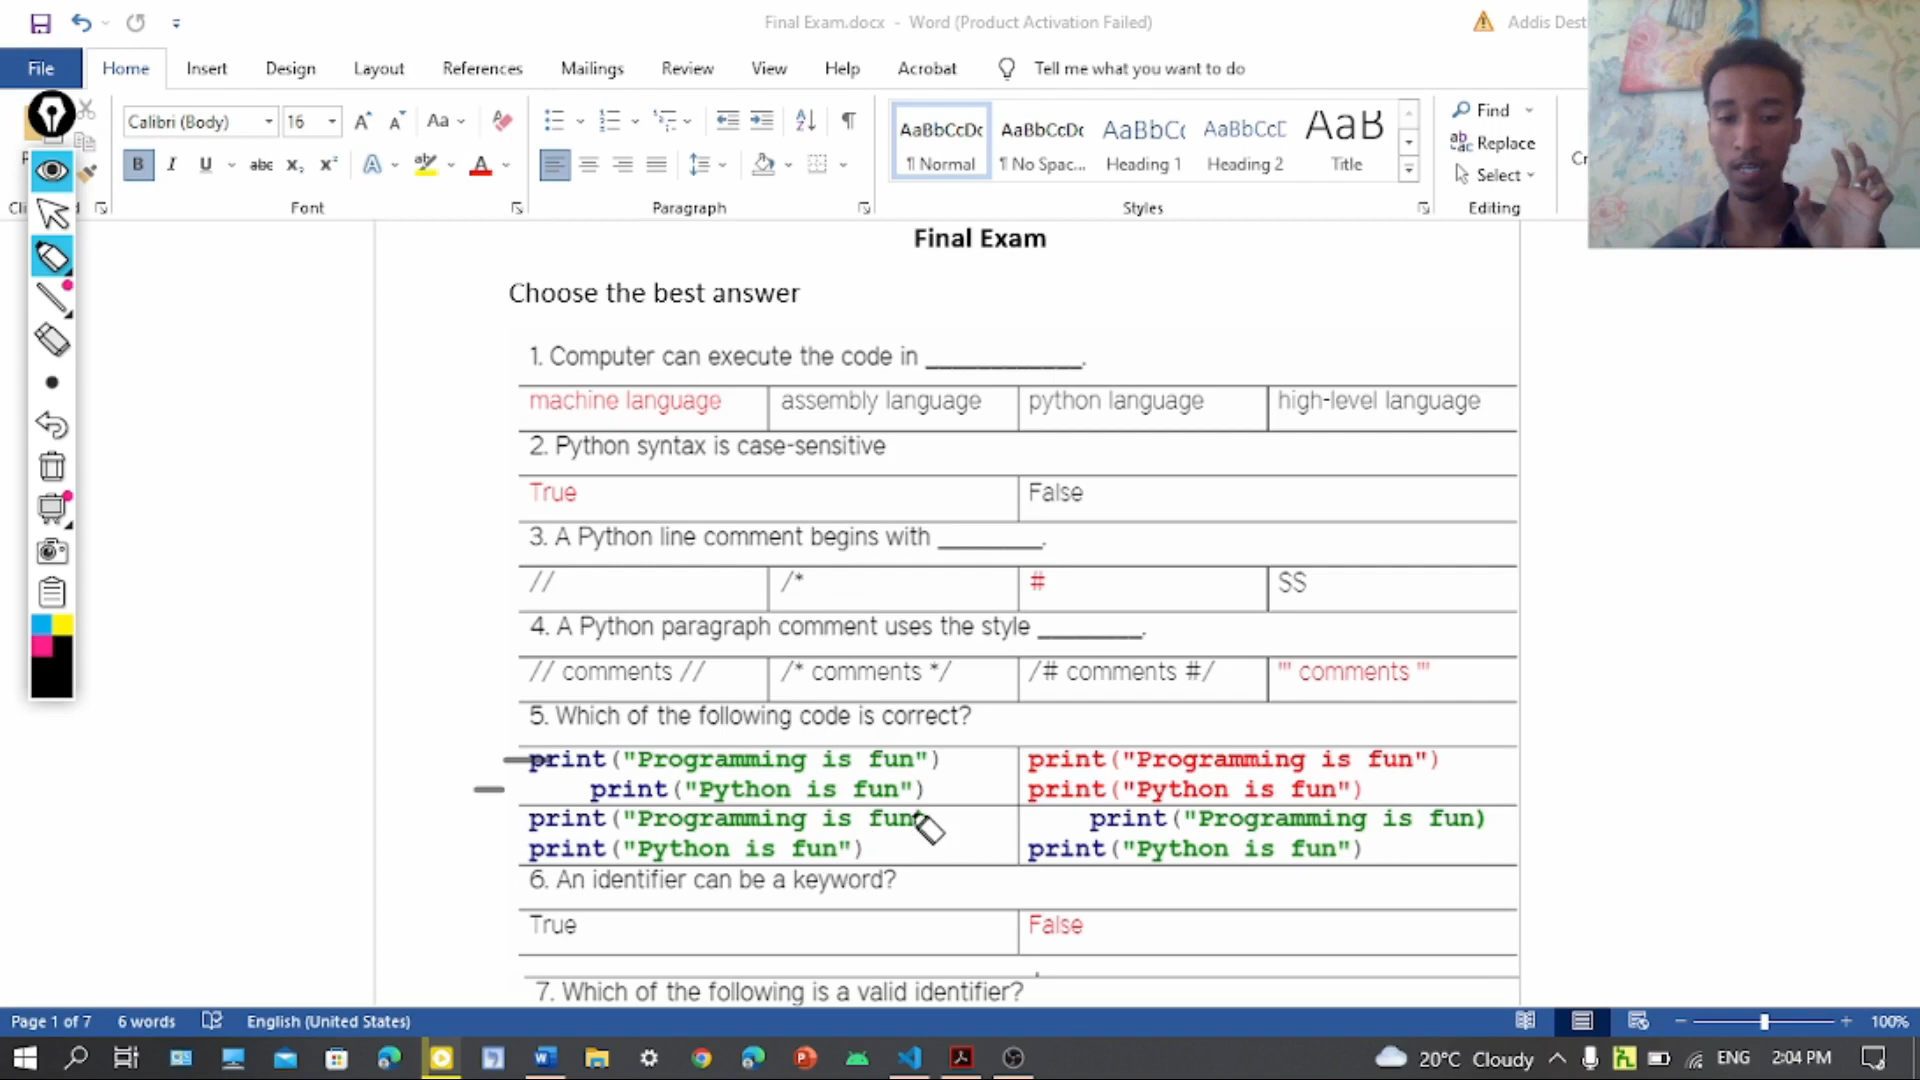 Final Exam.docx - Word (Product Activation Failed)
Addis Dest
File Home Insert Design Layout References Mailings Review View Help Acrobat Tell me what you want to do
Calibri (Body) 16 Aa
AaBbCcDc AaBbCcDc AaBbC AaBbCcD AaB
Find
Replace
B I U abc X₂ X² A A
¶ Normal ¶ No Spac... Heading 1 Heading 2 Title
Select
Font Paragraph Styles Editing
Final Exam
Choose the best answer
1. Computer can execute the code in ____________.
machine language assembly language python language high-level language
2. Python syntax is case-sensitive
True False
3. A Python line comment begins with ________.
// /* # $$
4. A Python paragraph comment uses the style ________.
// comments // /* comments */ /# comments #/ ''' comments '''
5. Which of the following code is correct?
print("Programming is fun") print("Programming is fun")
print("Python is fun") print("Python is fun")
print("Programming is fun print("Programming is fun)
print("Python is fun") print("Python is fun")
6. An identifier can be a keyword?
True False
7. Which of the following is a valid identifier?
Page 1 of 7 6 words English (United States) 100%
20°C Cloudy ENG 2:04 PM